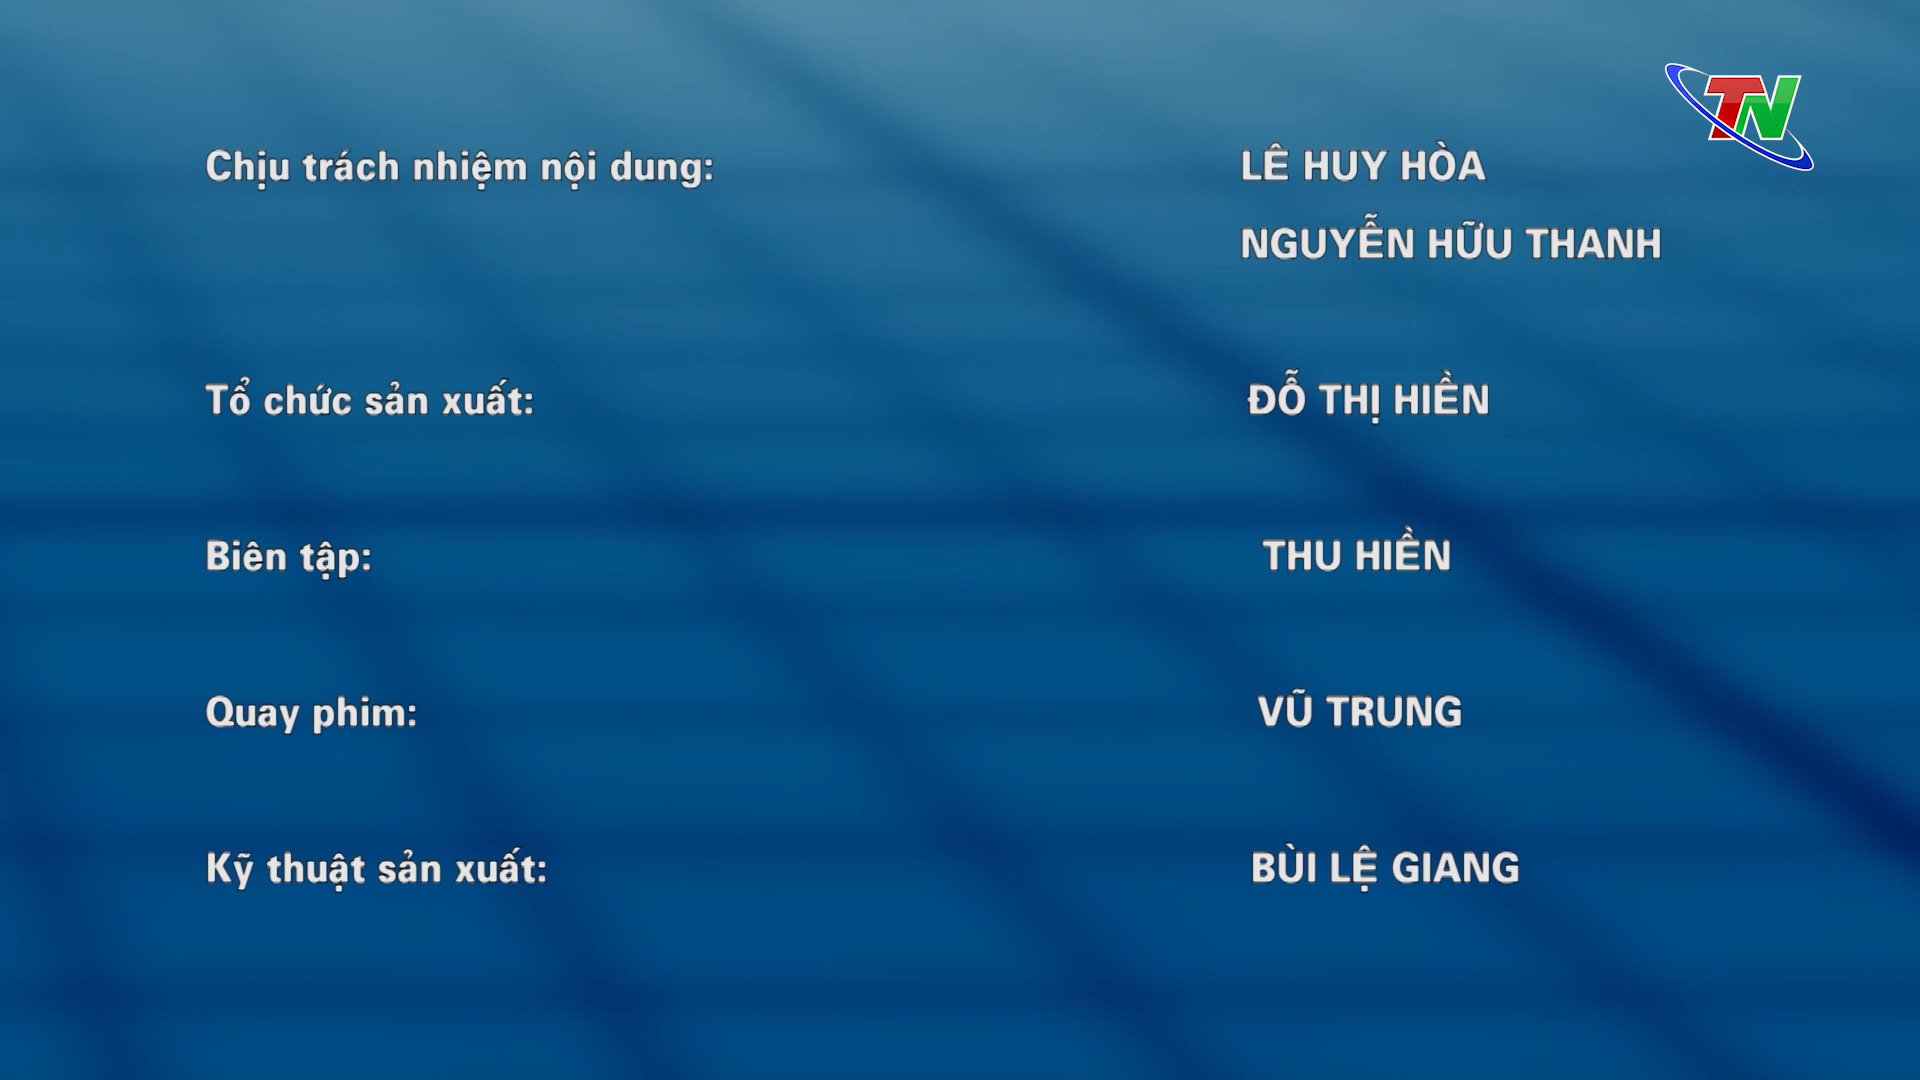 TN
Chịu trách nhiệm nội dung: LÊ HUY HÒA
NGUYỄN HỮU THANH
Tổ chức sản xuất: ĐỖ THỊ HIỀN
Biên tập: THU HIỀN
Quay phim: VŨ TRUNG
Kỹ thuật sản xuất: BÙI LỆ GIANG